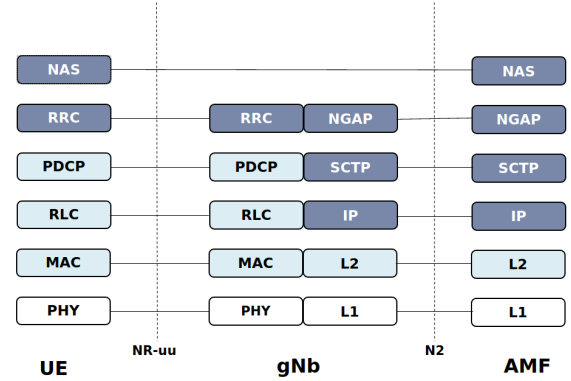 NAS NAS
RRC RRC NGAP NGAP
PDCP PDCP SCTP SCTP
RLC RLC IP IP
MAC MAC L2 L2
PHY PHY L1 L1
NR-uu N2
UE gNb AMF